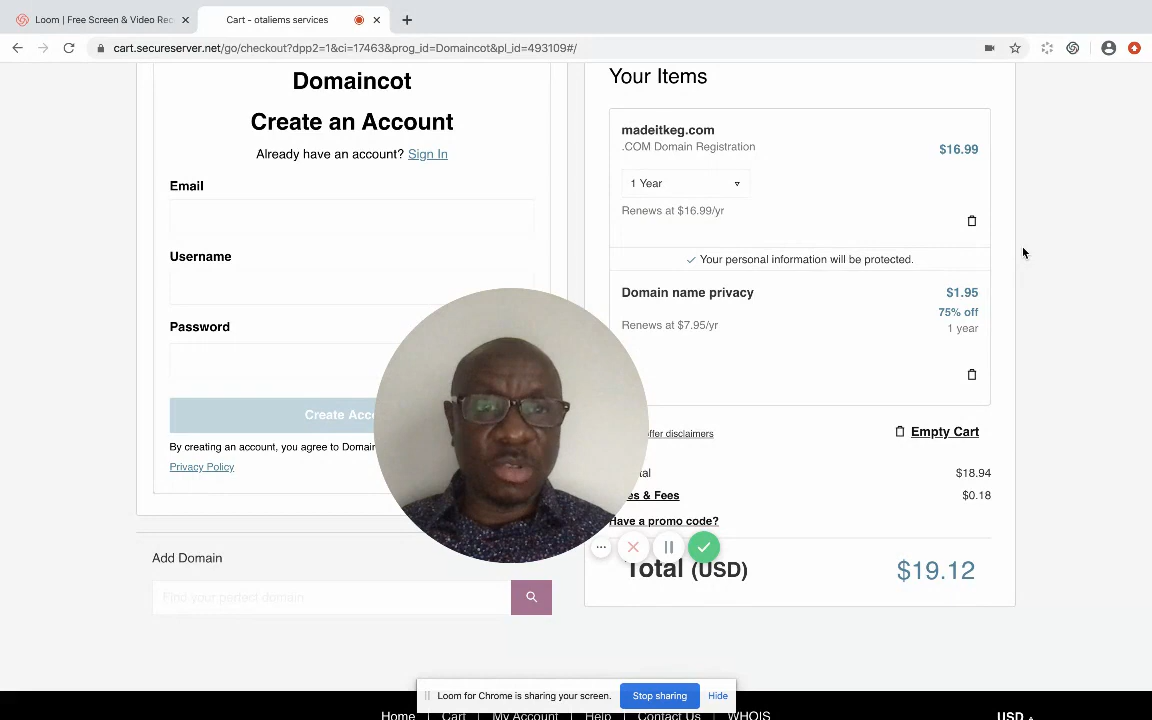 Loom | Free Screen & Video Rec
Cart - otaliems services
cart.secureserver.net/go/checkout?dpp2=1&ci=17463&prog_id=Domaincot&pl_id=493109#/
Domaincot
Create an Account
Already have an account? Sign In
Email
Username
Password
Create Acco
By creating an account, you agree to Domain
Privacy Policy
Add Domain
Find your perfect domain
Your Items
madeitkeg.com
.COM Domain Registration
$16.99
1 Year
Renews at $16.99/yr
Your personal information will be protected.
Domain name privacy
$1.95
75% off
Renews at $7.95/yr
1 year
offer disclaimers
Empty Cart
$18.94
es & Fees
$0.18
Have a promo code?
Total (USD)
$19.12
Loom for Chrome is sharing your screen.
Stop sharing
Hide
Home Cart My Account Help Contact Us WHOIS
USD